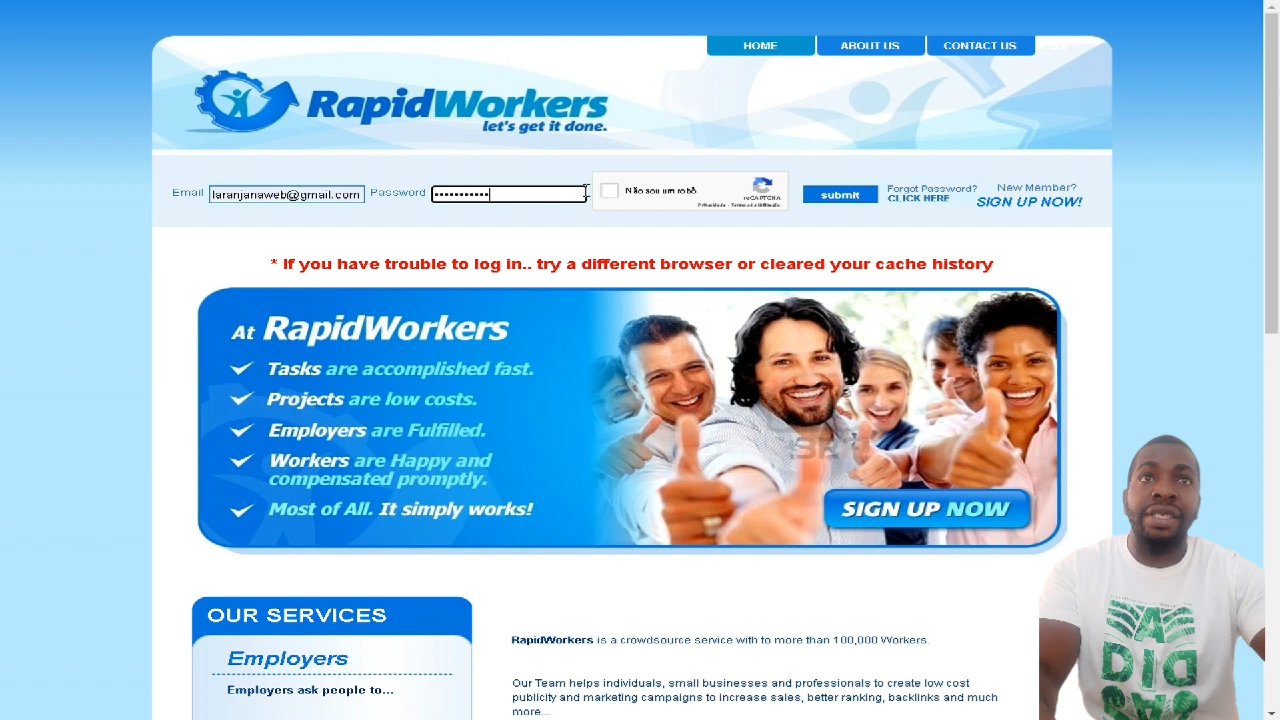 HOME ABOUT US CONTACT US
RapidWorkers
let's get it done.
Email laranjanaweb@gmail.com Password ••••••••••• Não sou um robô
reCAPTCHA
Privacidade - Termos de Utilização
submit
Forgot Password?
CLICK HERE
New Member?
SIGN UP NOW!
* If you have trouble to log in.. try a different browser or cleared your cache history
At RapidWorkers
Tasks are accomplished fast.
Projects are low costs.
Employers are Fulfilled.
Workers are Happy and
compensated promptly.
Most of All. It simply works!
SIGN UP NOW
OUR SERVICES
Employers
Employers ask people to...
RapidWorkers is a crowdsource service with to more than 100,000 Workers.
Our Team helps individuals, small businesses and professionals to create low cost
publicity and marketing campaigns to increase sales, better ranking, backlinks and much
more...